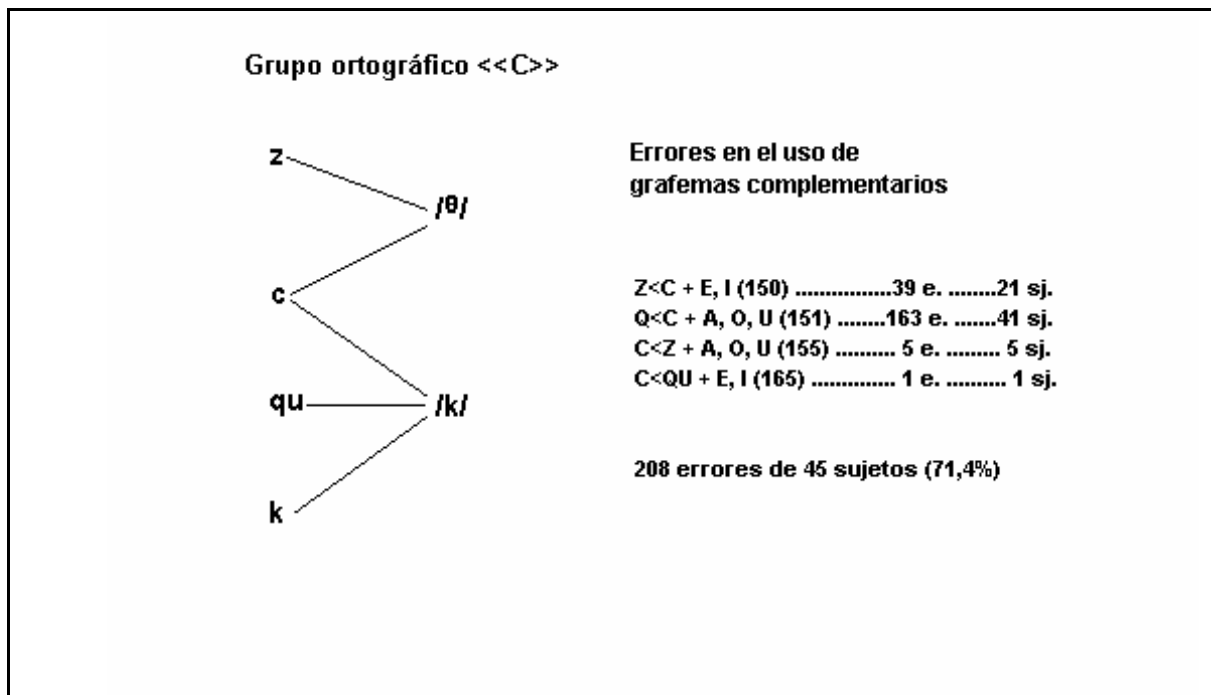 Grupo ortográfico <<C>>
z
/θ/
c
qu
/k/
k
Errores en el uso de
grafemas complementarios
Z<C + E, I (150) ................39 e. ........21 sj.
Q<C + A, O, U (151) ........163 e. ......41 sj.
C<Z + A, O, U (155) .......... 5 e. ......... 5 sj.
C<QU + E, I (165) .............. 1 e. .......... 1 sj.
208 errores de 45 sujetos (71,4%)